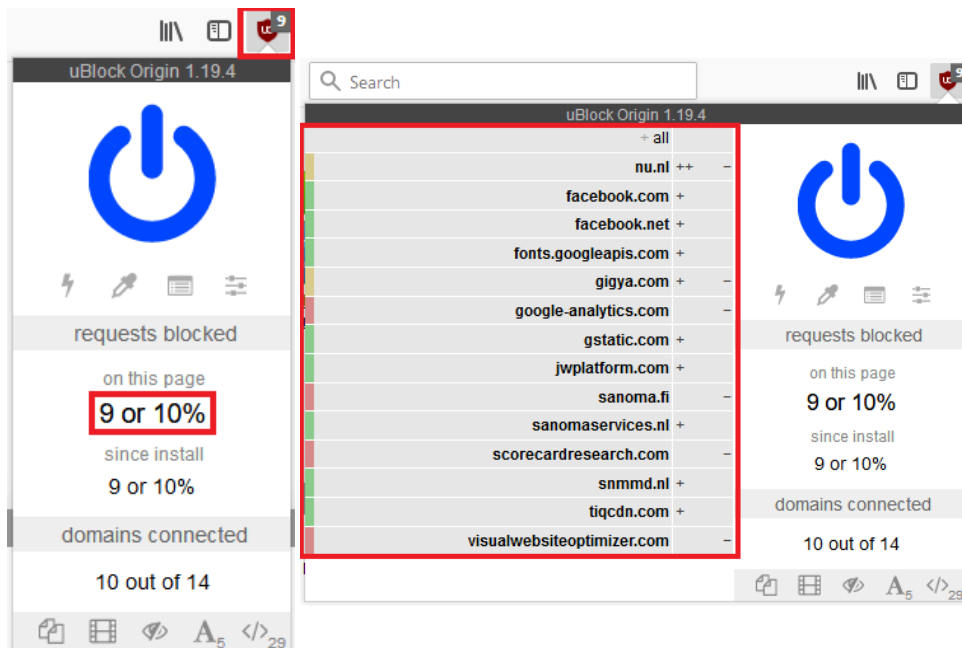 9
uBlock Origin 1.19.4
requests blocked
on this page
9 or 10%
since install
9 or 10%
domains connected
10 out of 14
A5 </>29
Search
9
uBlock Origin 1.19.4
+ all
nu.nl ++ –
facebook.com +
facebook.net +
fonts.googleapis.com +
gigya.com + –
google-analytics.com –
gstatic.com +
jwplatform.com +
sanoma.fi –
sanomaservices.nl +
scorecardresearch.com –
snmmd.nl +
tiqcdn.com +
visualwebsiteoptimizer.com –
requests blocked
on this page
9 or 10%
since install
9 or 10%
domains connected
10 out of 14
A5 </>29